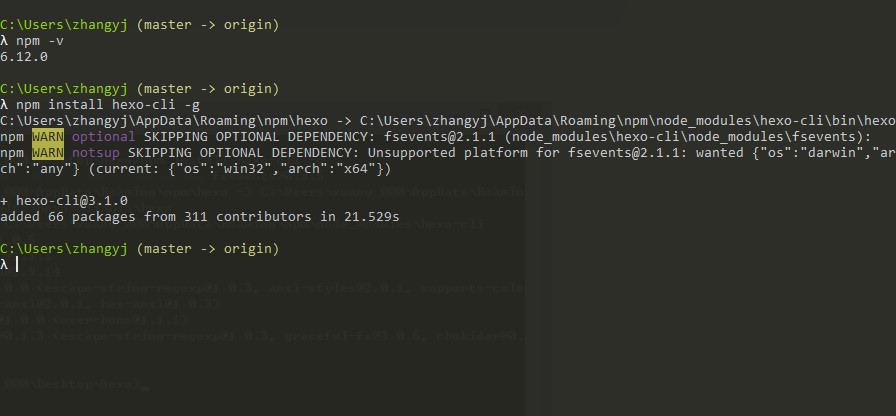 C:\Users\zhangyj (master -> origin)
λ npm -v
6.12.0
C:\Users\zhangyj (master -> origin)
λ npm install hexo-cli -g
C:\Users\zhangyj\AppData\Roaming\npm\hexo -> C:\Users\zhangyj\AppData\Roaming\npm\node_modules\hexo-cli\bin\hexo
npm WARN optional SKIPPING OPTIONAL DEPENDENCY: fsevents@2.1.1 (node_modules\hexo-cli\node_modules\fsevents):
npm WARN notsup SKIPPING OPTIONAL DEPENDENCY: Unsupported platform for fsevents@2.1.1: wanted {"os":"darwin","ar
ch":"any"} (current: {"os":"win32","arch":"x64"})
+ hexo-cli@3.1.0
added 66 packages from 311 contributors in 21.529s
C:\Users\zhangyj (master -> origin)
λ